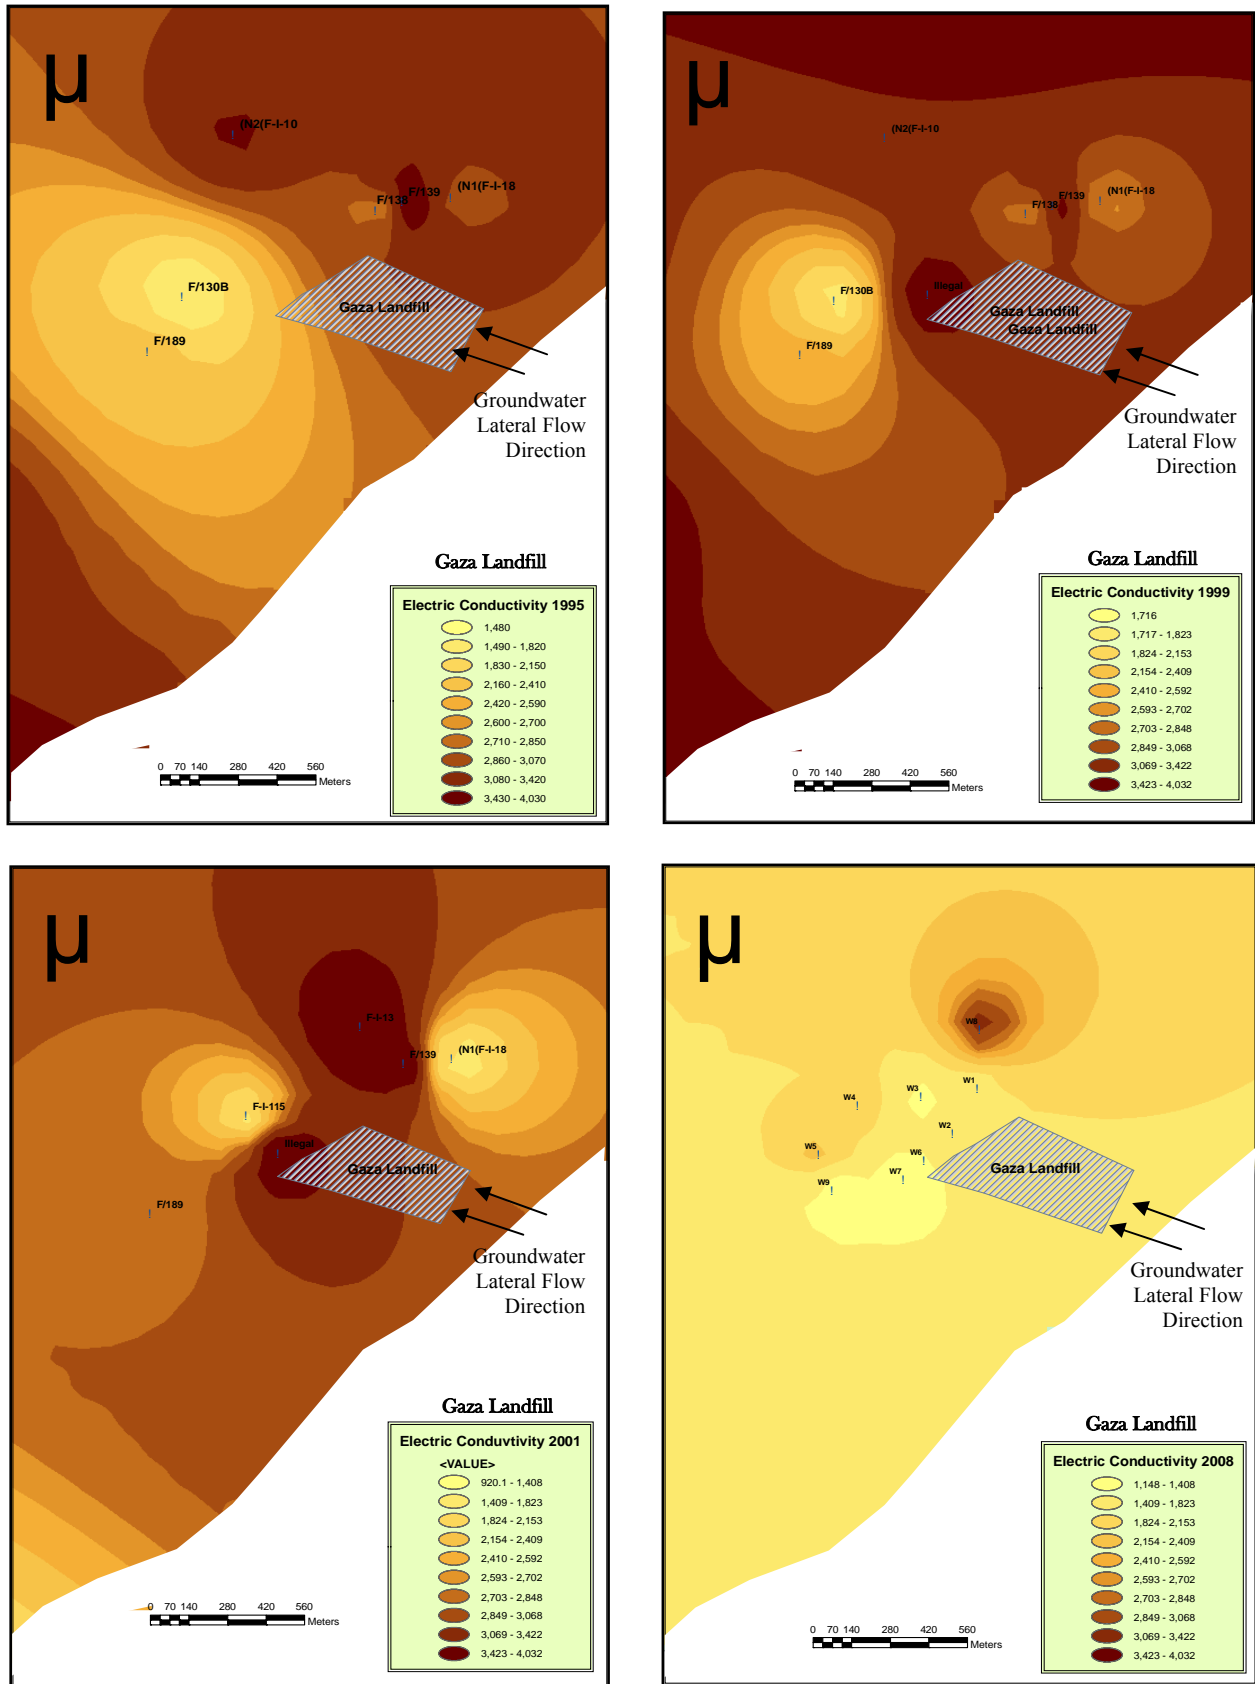 µ
(N2(F-I-10
F/138
F/139
(N1(F-I-18
F/130B
F/189
Gaza Landfill
Groundwater
Lateral Flow
Direction
Gaza Landfill
Electric Conductivity 1995
1,480
1,490 - 1,820
1,830 - 2,150
2,160 - 2,410
2,420 - 2,590
2,600 - 2,700
2,710 - 2,850
2,860 - 3,070
3,080 - 3,420
3,430 - 4,030
0 70 140 280 420 560
Meters
µ
(N2(F-I-10
F/138
F/139
(N1(F-I-18
F/130B
Illegal
F/189
Gaza Landfill
Gaza Landfill
Groundwater
Lateral Flow
Direction
Gaza Landfill
Electric Conductivity 1999
1,716
1,717 - 1,823
1,824 - 2,153
2,154 - 2,409
2,410 - 2,592
2,593 - 2,702
2,703 - 2,848
2,849 - 3,068
3,069 - 3,422
3,423 - 4,032
0 70 140 280 420 560
Meters
µ
F-I-13
F/139
(N1(F-I-18
F-I-115
Illegal
F/189
Gaza Landfill
Groundwater
Lateral Flow
Direction
Gaza Landfill
Electric Conduvtivity 2001
<VALUE>
920.1 - 1,408
1,409 - 1,823
1,824 - 2,153
2,154 - 2,409
2,410 - 2,592
2,593 - 2,702
2,703 - 2,848
2,849 - 3,068
3,069 - 3,422
3,423 - 4,032
0 70 140 280 420 560
Meters
µ
W8
W1
W3
W4
W2
W5
W6
W7
W9
Gaza Landfill
Groundwater
Lateral Flow
Direction
Gaza Landfill
Electric Conductivity 2008
1,148 - 1,408
1,409 - 1,823
1,824 - 2,153
2,154 - 2,409
2,410 - 2,592
2,593 - 2,702
2,703 - 2,848
2,849 - 3,068
3,069 - 3,422
3,423 - 4,032
0 70 140 280 420 560
Meters